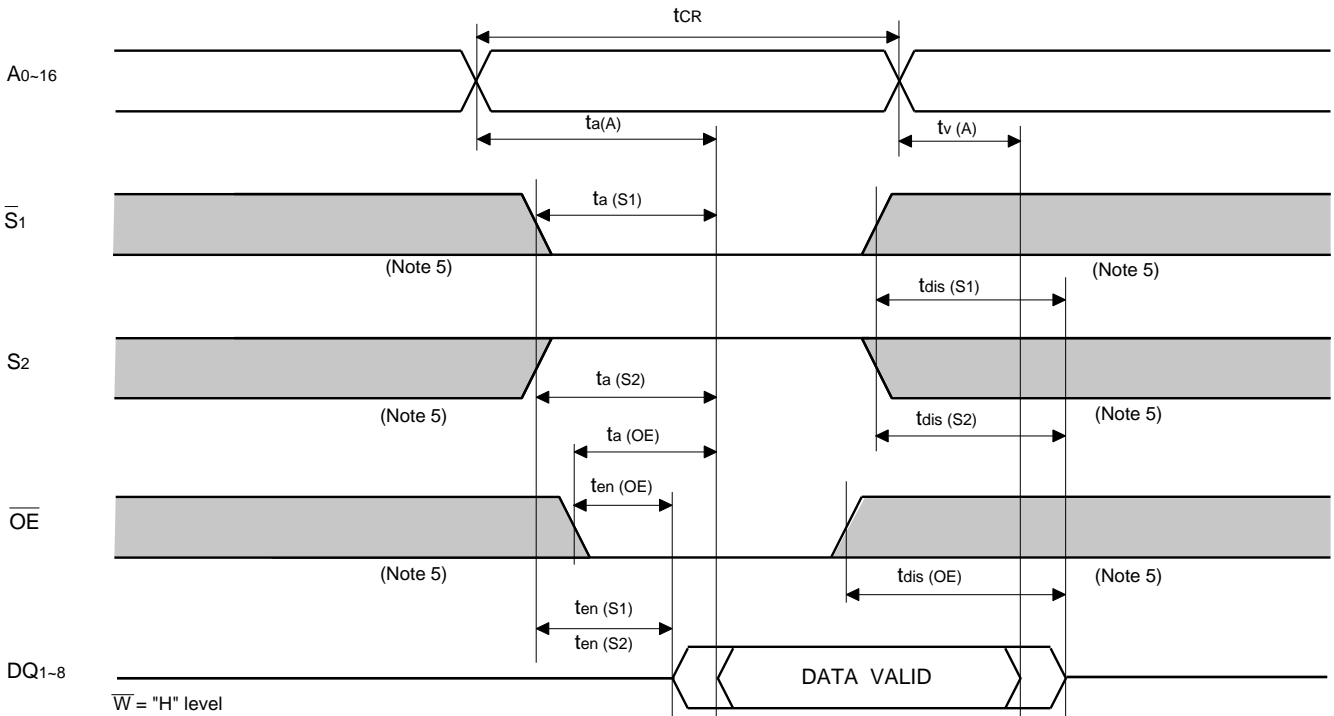 tCR
A0~16
ta(A)
tv (A)
S̅1
ta (S1)
(Note 5)
(Note 5)
tdis (S1)
S2
ta (S2)
(Note 5)
(Note 5)
tdis (S2)
ta (OE)
ten (OE)
O̅E̅
(Note 5)
(Note 5)
tdis (OE)
ten (S1)
ten (S2)
DQ1~8
DATA VALID
W̅ = "H" level